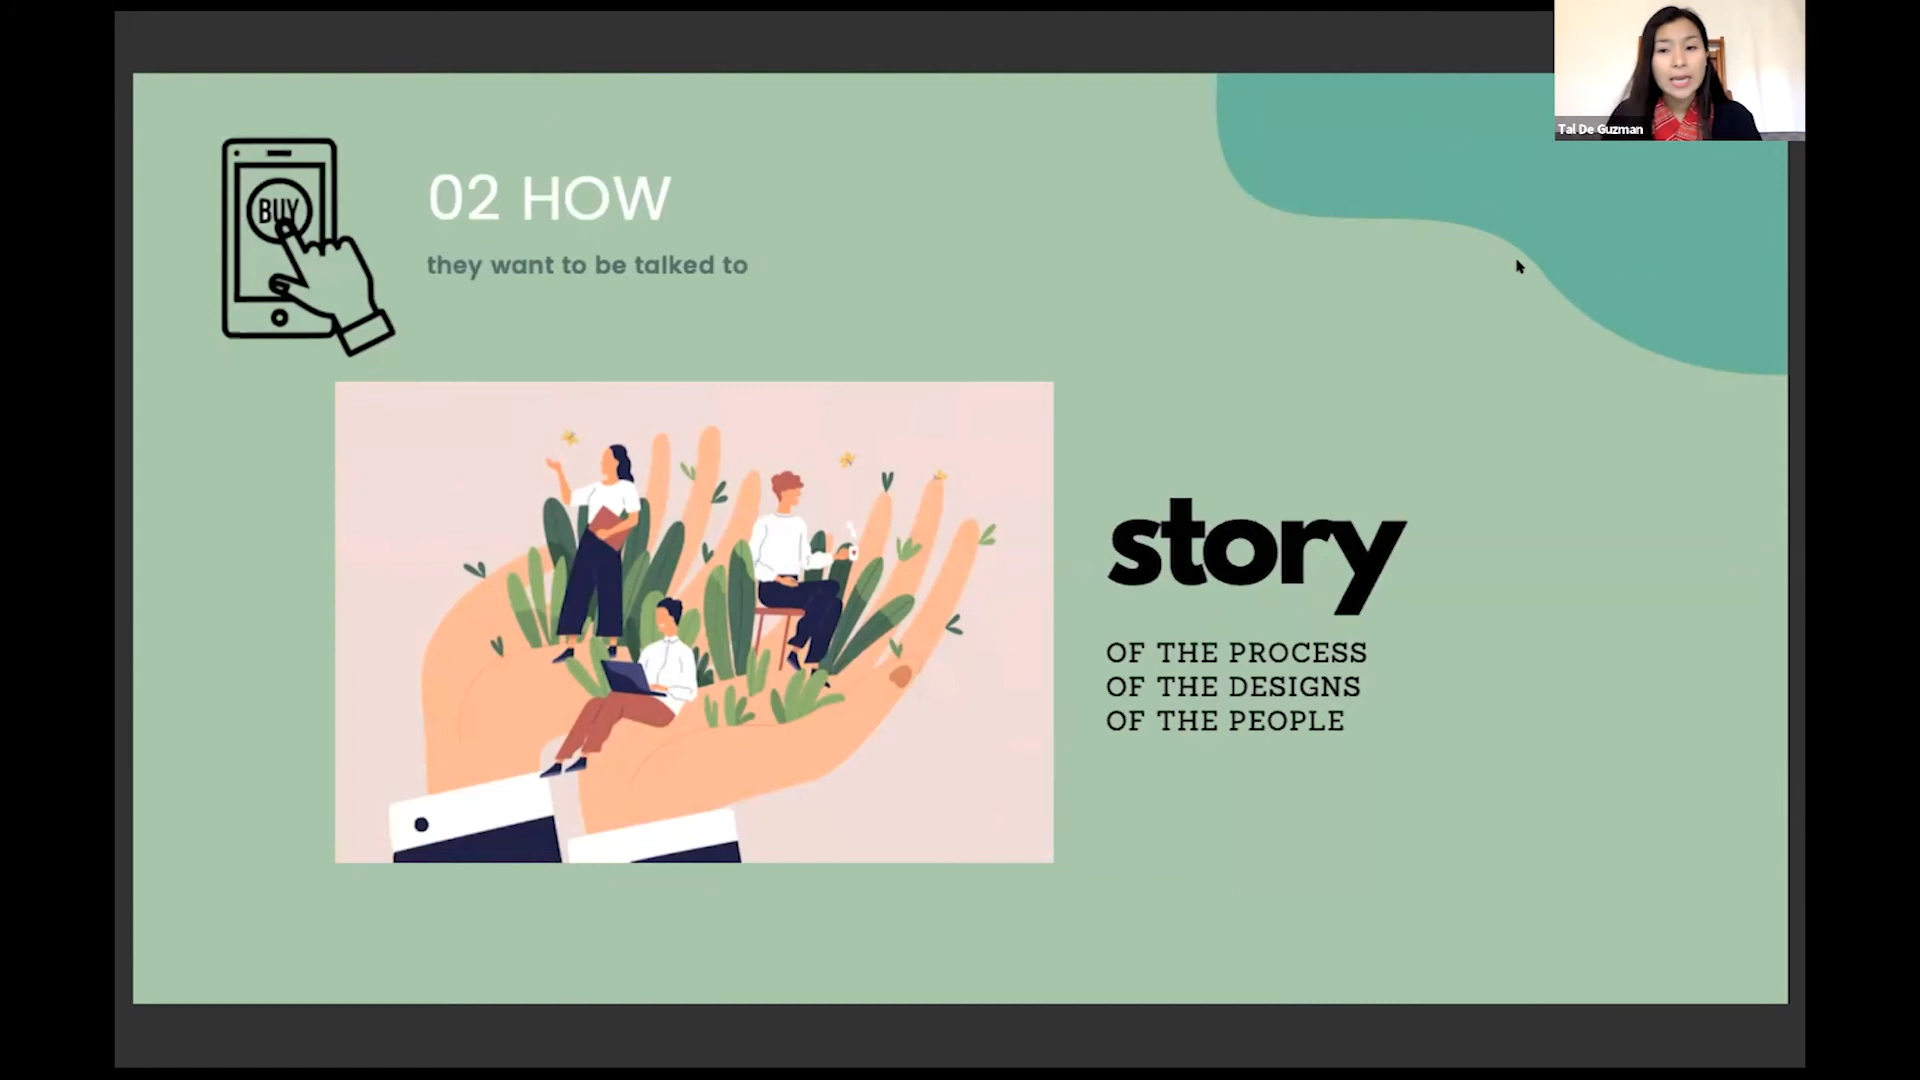 Tal De Guzman
BUY
02 HOW
they want to be talked to
story
OF THE PROCESS
OF THE DESIGNS
OF THE PEOPLE